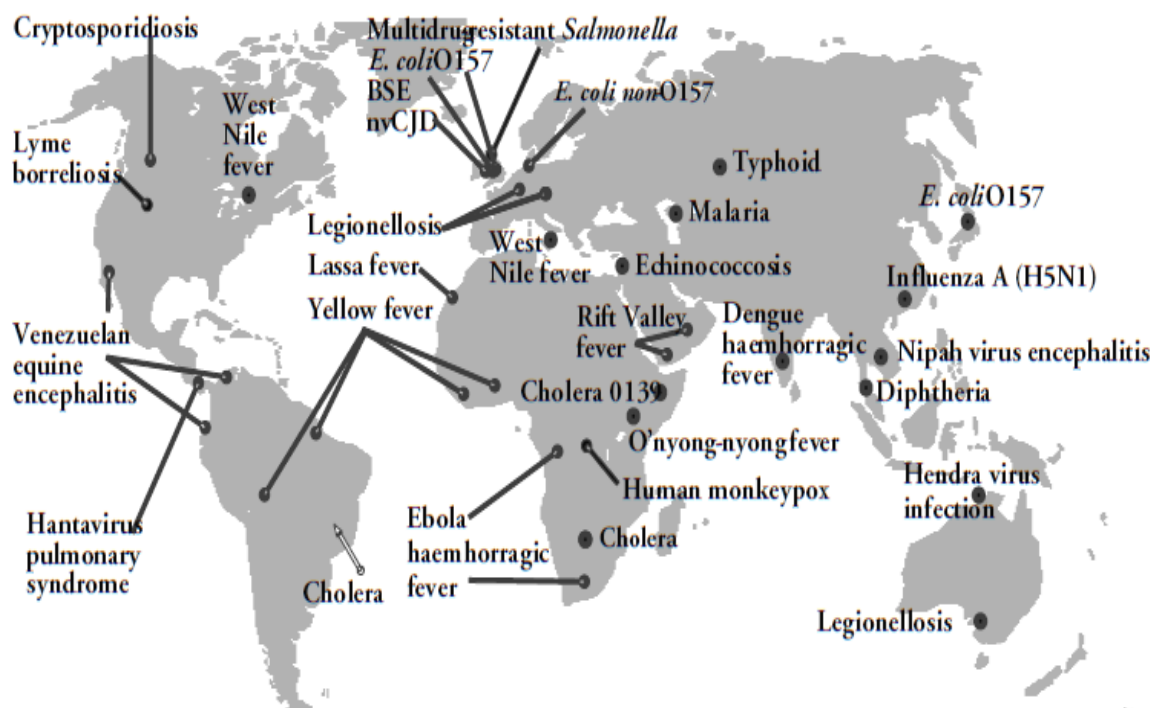 Cryptosporidiosis
Multidrug-resistant Salmonella
E. coli O157
BSE
nvCJD
E. coli non-O157
West
Nile
fever
Lyme
borreliosis
Typhoid
E. coli O157
Malaria
Legionellosis
West
Nile fever
Lassa fever
Echinococcosis
Influenza A (H5N1)
Yellow fever
Rift Valley
fever
Dengue
haemhorragic
fever
Venezuelan
equine
encephalitis
Nipah virus encephalitis
Cholera 0139
Diphtheria
O'nyong-nyong fever
Human monkeypox
Hendra virus
infection
Hantavirus
pulmonary
syndrome
Ebola
haemhorragic
fever
Cholera
Cholera
Legionellosis